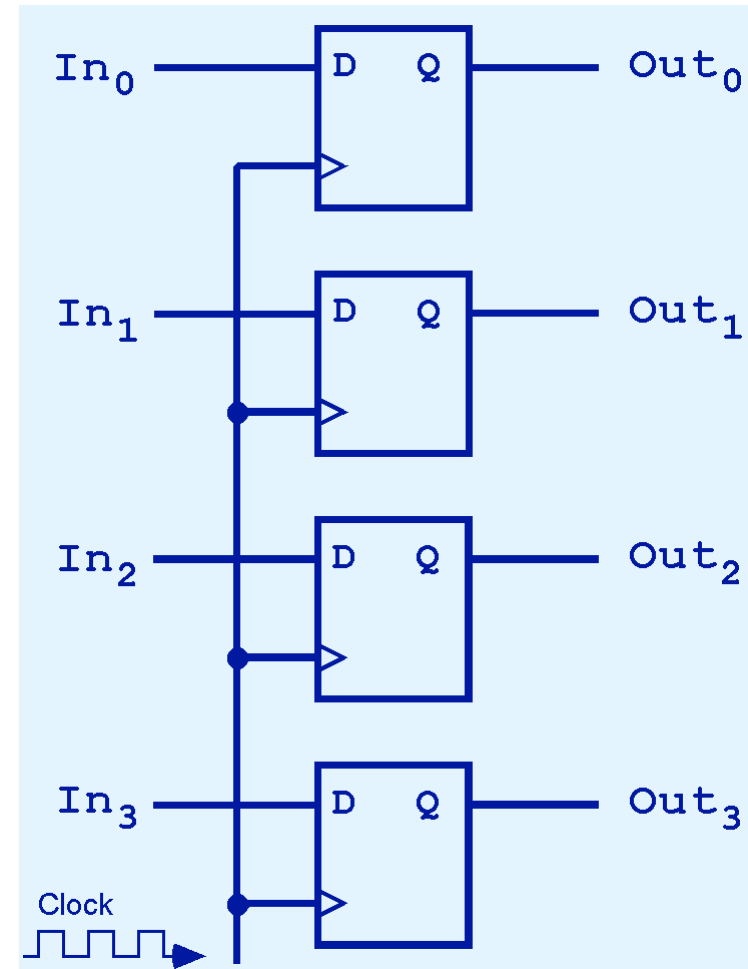 In0 D Q Out0
In1 D Q Out1
In2 D Q Out2
In3 D Q Out3
Clock